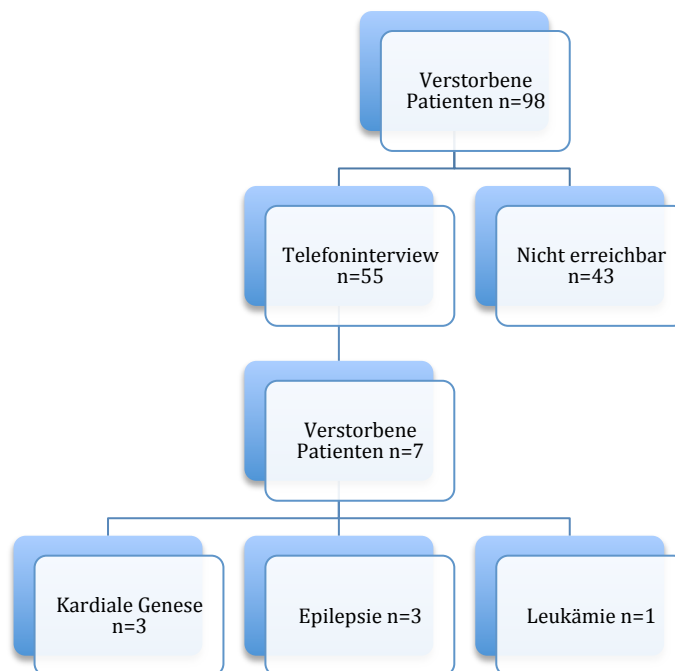 Verstorbene
Patienten n=98
Telefoninterview
n=55
Nicht erreichbar
n=43
Verstorbene
Patienten n=7
Kardiale Genese
n=3
Epilepsie n=3
Leukämie n=1